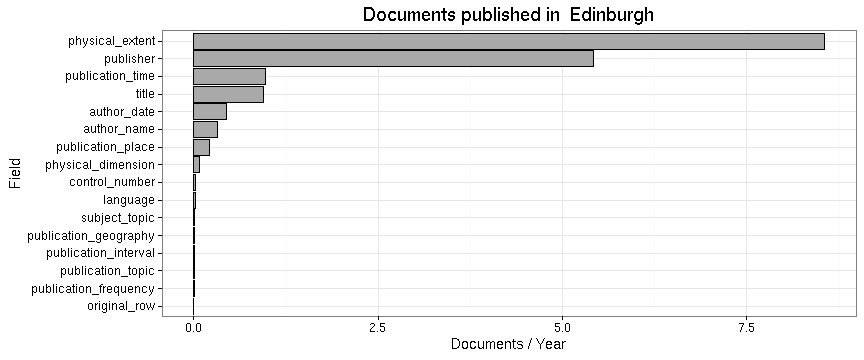 Documents published in Edinburgh
Field
physical_extent
publisher
publication_time
title
author_date
author_name
publication_place
physical_dimension
control_number
language
subject_topic
publication_geography
publication_interval
publication_topic
publication_frequency
original_row
0.0 2.5 5.0 7.5
Documents / Year